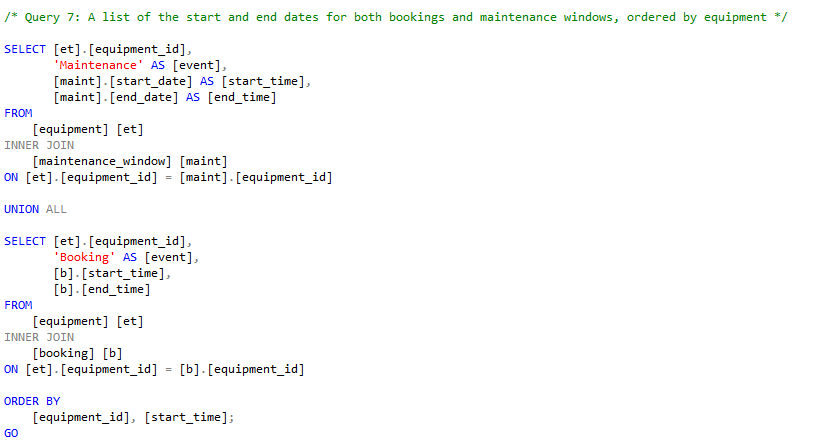 /* Query 7: A list of the start and end dates for both bookings and maintenance windows, ordered by equipment */
SELECT [et].[equipment_id],
'Maintenance' AS [event],
[maint].[start_date] AS [start_time],
[maint].[end_date] AS [end_time]
FROM
[equipment] [et]
INNER JOIN
[maintenance_window] [maint]
ON [et].[equipment_id] = [maint].[equipment_id]
UNION ALL
SELECT [et].[equipment_id],
'Booking' AS [event],
[b].[start_time],
[b].[end_time]
FROM
[equipment] [et]
INNER JOIN
[booking] [b]
ON [et].[equipment_id] = [b].[equipment_id]
ORDER BY
[equipment_id], [start_time];
GO